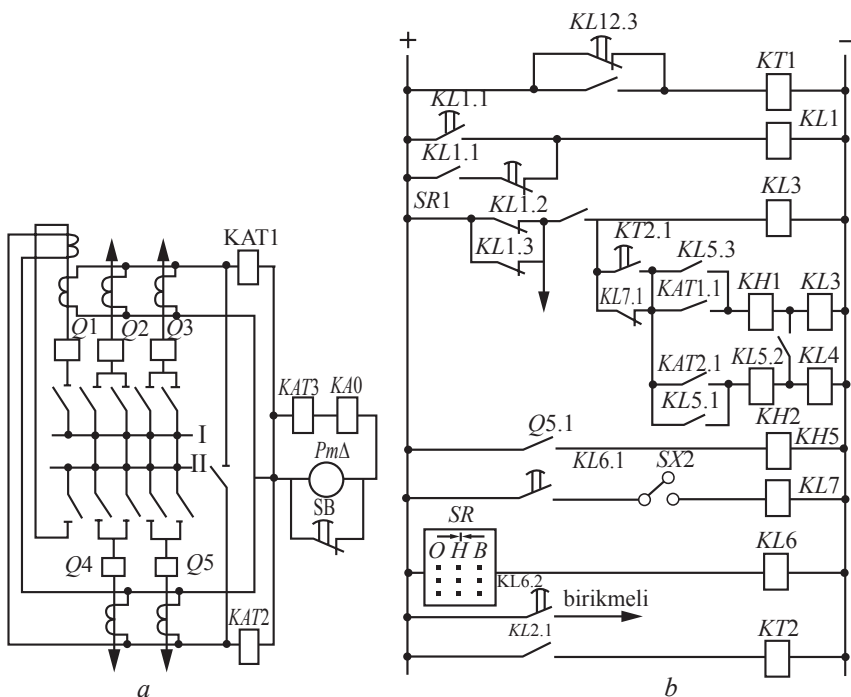 KAT1
Q1
Q2
Q3
KAT3
KA0
I
PmΔ
II
SB
Q4
Q5
KAT2
a
+
KL12.3
–
KT1
KL1.1
KL1
KL1.1
SR1
KL1.2
KL3
KL1.3
KT2.1
KL5.3
KL7.1
KAT1.1
KH1
KL3
KAT2.1
KL5.2
KL4
KL5.1
KH2
Q5.1
KH5
KL6.1
SX2
KL7
SR
O H B
KL6
KL6.2
birikmeli
KL2.1
KT2
b